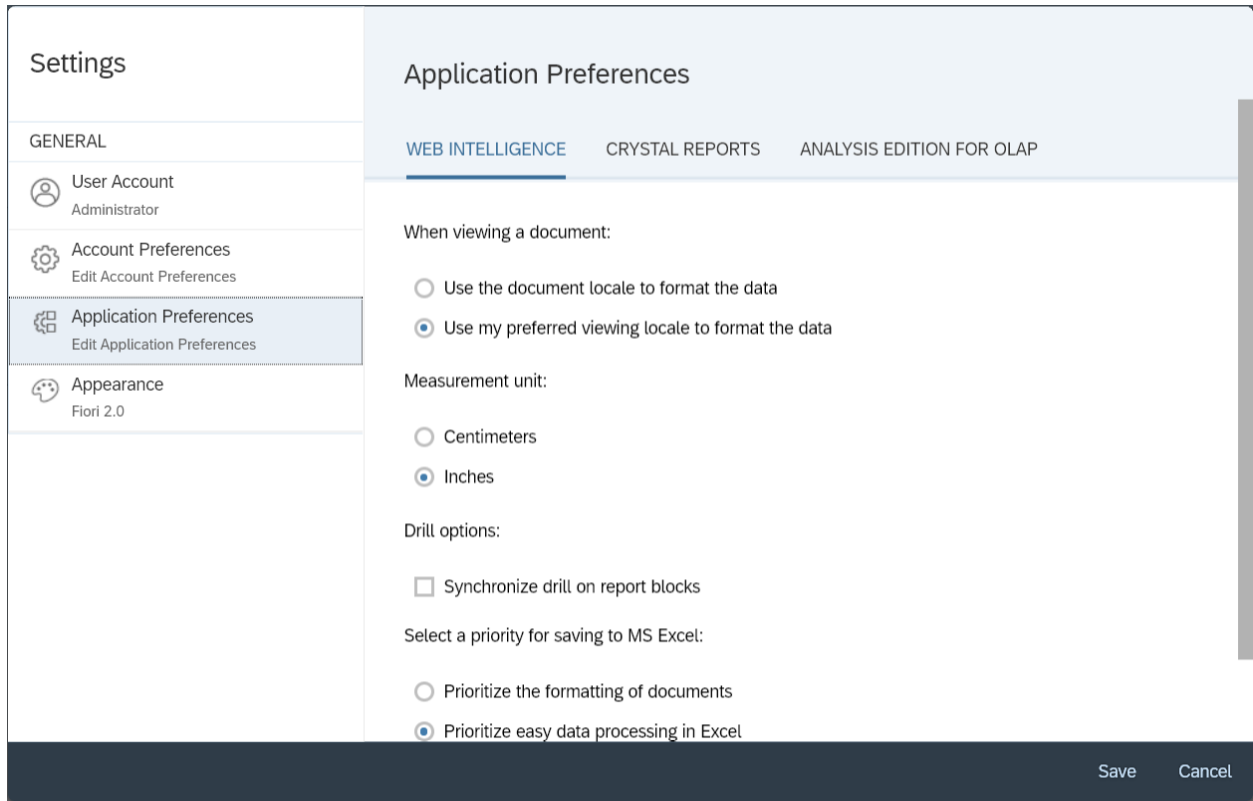 Settings
GENERAL
User Account
Administrator
Account Preferences
Edit Account Preferences
Application Preferences
Edit Application Preferences
Appearance
Fiori 2.0
Application Preferences
WEB INTELLIGENCE CRYSTAL REPORTS ANALYSIS EDITION FOR OLAP
When viewing a document:
Use the document locale to format the data
Use my preferred viewing locale to format the data
Measurement unit:
Centimeters
Inches
Drill options:
Synchronize drill on report blocks
Select a priority for saving to MS Excel:
Prioritize the formatting of documents
Prioritize easy data processing in Excel
Save Cancel